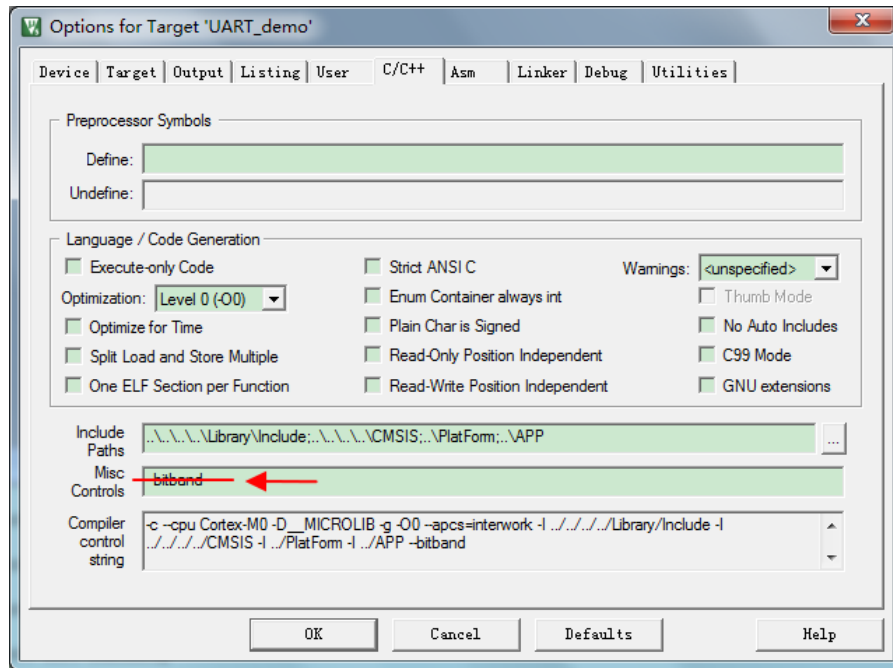 Options for Target 'UART_demo'
Device Target Output Listing User C/C++ Asm Linker Debug Utilities
Preprocessor Symbols
Define:
Undefine:
Language / Code Generation
Execute-only Code Strict ANSI C Warnings: <unspecified>
Optimization: Level 0 (-O0) Enum Container always int Thumb Mode
Optimize for Time Plain Char is Signed No Auto Includes
Split Load and Store Multiple Read-Only Position Independent C99 Mode
One ELF Section per Function Read-Write Position Independent GNU extensions
Include Paths ..\..\..\..\Library\Include;..\..\..\..\CMSIS;..\PlatForm;..\APP ...
Misc Controls --bitband
Compiler control string -c --cpu Cortex-M0 -D__MICROLIB -g -O0 --apcs=interwork -I ../../../../Library/Include -I
../../../../CMSIS -I ../PlatForm -I ../APP --bitband
OK Cancel Defaults Help